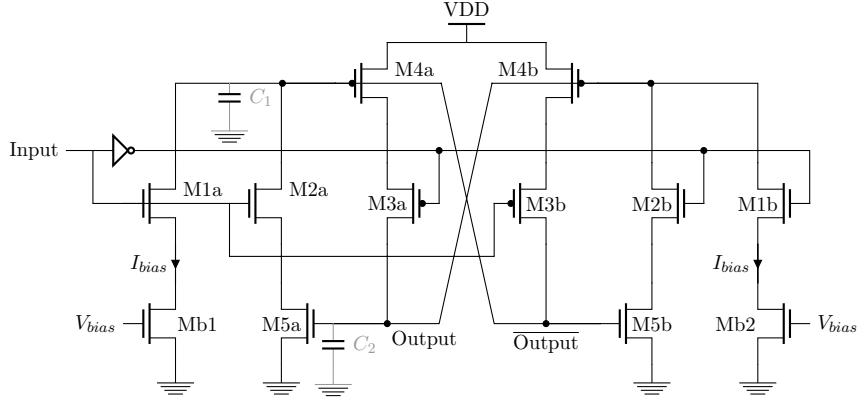 VDD
M4a
M4b
C1
Input
M1a
M2a
M3a
M3b
M2b
M1b
Ibias
Ibias
Vbias
Mb1
M5a
Output
Output
M5b
Mb2
Vbias
C2